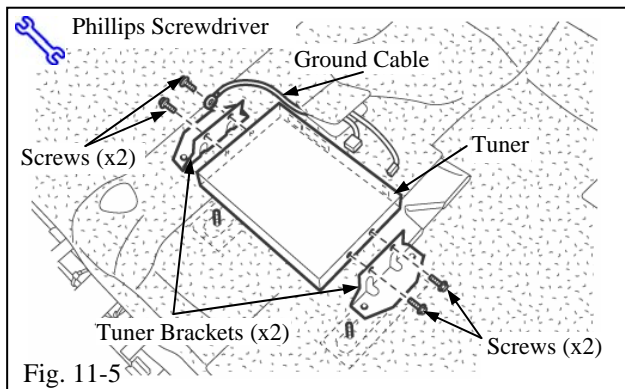 Phillips Screwdriver
Ground Cable
Screws (x2)
Tuner
Tuner Brackets (x2)
Screws (x2)
Fig. 11-5